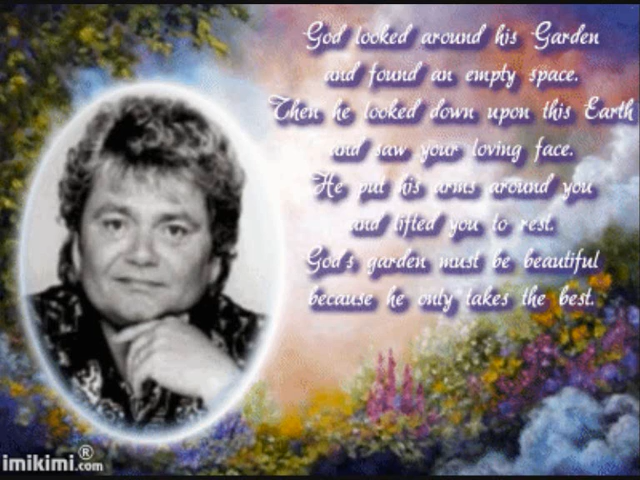 God looked around his Garden
and found an empty space.
Then he looked down upon this Earth
and saw your loving face.
He put his arms around you
and lifted you to rest.
God's garden must be beautiful
because he only takes the best.
imikimi.com®